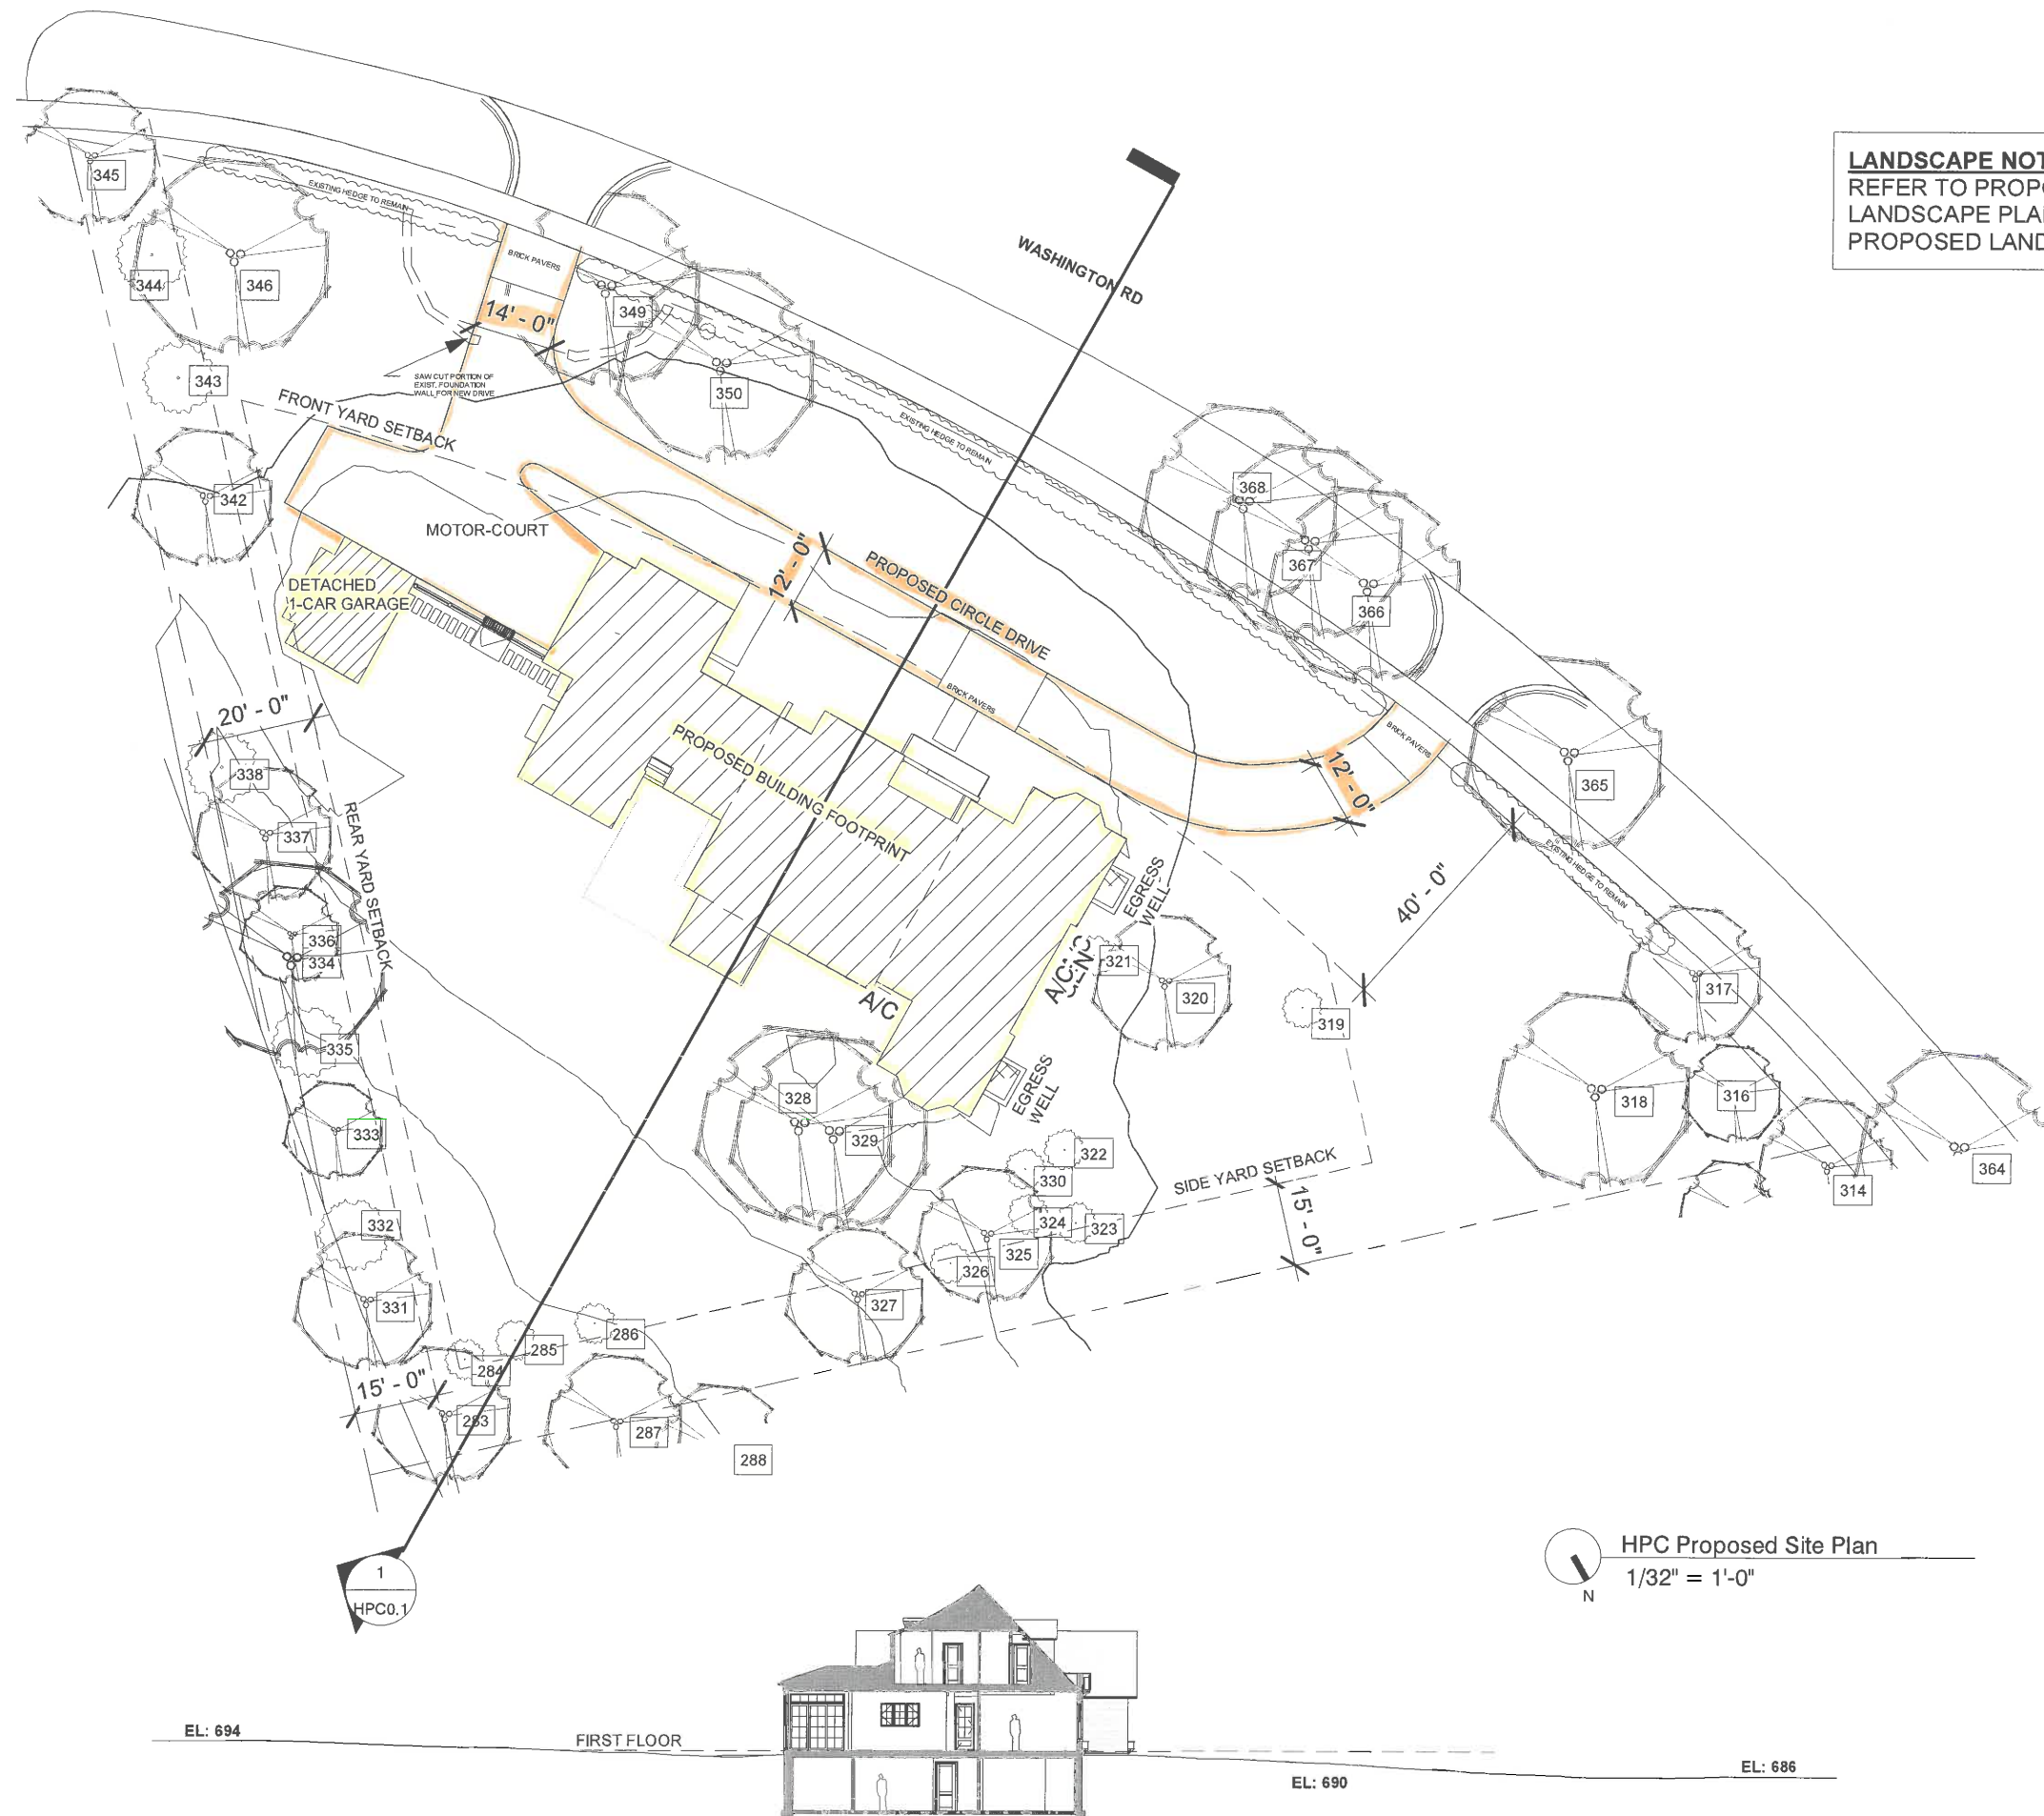 LANDSCAPE NOT
REFER TO PROPO
LANDSCAPE PLA
PROPOSED LAND
WASHINGTON RD
345
EXISTING HEDGE TO REMAIN
344
346
BRICK PAVERS
14' - 0"
349
343
SAW CUT PORTION OF
EXIST. FOUNDATION
WALL FOR NEW DRIVE
350
FRONT YARD SETBACK
EXISTING HEDGE TO REMAIN
342
368
MOTOR-COURT
367
366
12' - 0"
PROPOSED CIRCLE DRIVE
DETACHED
1-CAR GARAGE
BRICK PAVERS
20' - 0"
BRICK PAVERS
12' - 0"
365
338
PROPOSED BUILDING FOOTPRINT
337
REAR YARD SETBACK
EGRESS
WELL
40' - 0"
EXISTING HEDGE TO REMAIN
336
334
321
A/C
320
317
A/C
319
335
EGRESS
WELL
328
329
333
318
316
322
330
SIDE YARD SETBACK
364
314
15' - 0"
332
324
323
325
326
331
327
286
285
284
15' - 0"
283
287
288
1
HPC0.1
HPC Proposed Site Plan
1/32" = 1'-0"
N
EL: 694
FIRST FLOOR
EL: 690
EL: 686